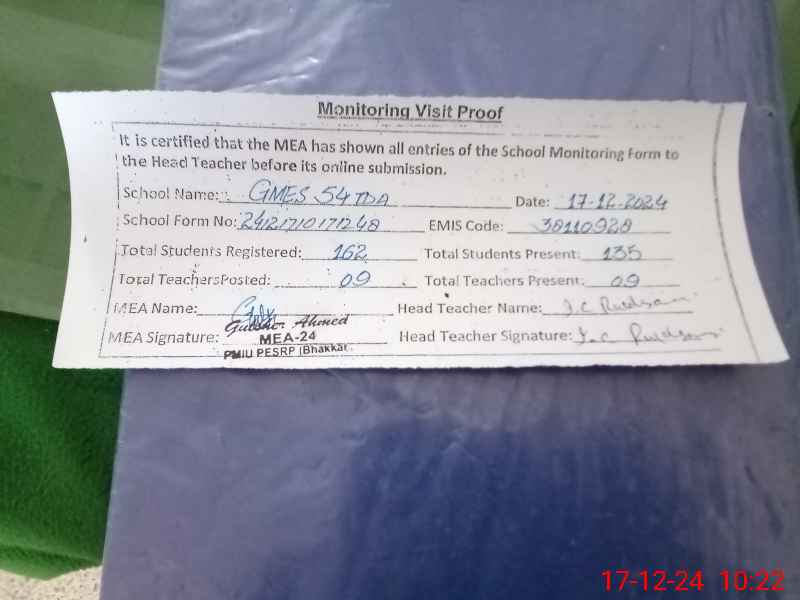 Monitoring Visit Proof
It is certified that the MEA has shown all entries of the School Monitoring Form to
the Head Teacher before its online submission.
School Name: GMES 54 TDA Date: 17-12-2024
School Form No: 24121710171248 EMIS Code: 38110928
Total Students Registered: 162 Total Students Present: 135
Total TeachersPosted: 09 Total Teachers Present: 09
MEA Name: Head Teacher Name:
Ahmed
MEA Signature: MEA-24 Head Teacher Signature:
PMIU PESRP (Bhakkar
17-12-24 10:22